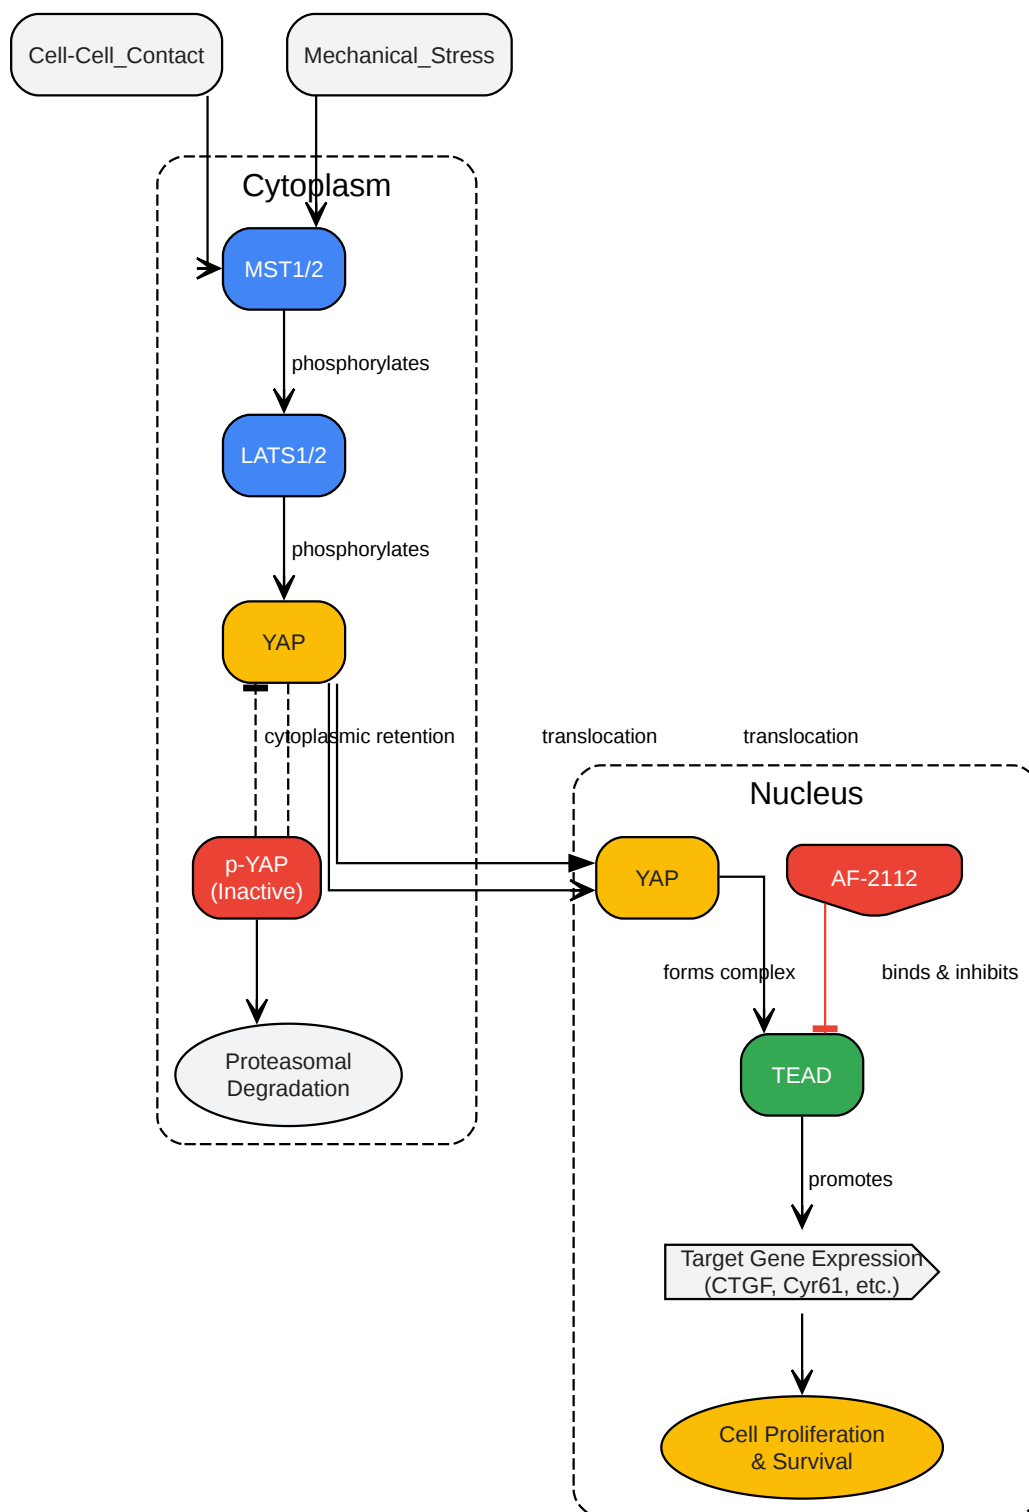 Cell-Cell_Contact
Mechanical_Stress
Cytoplasm
MST1/2
phosphorylates
LATS1/2
phosphorylates
YAP
cytoplasmic retention
translocation
translocation
Nucleus
p-YAP
(Inactive)
YAP
AF-2112
forms complex
binds & inhibits
Proteasomal
Degradation
TEAD
promotes
Target Gene Expression
(CTGF, Cyr61, etc.)
Cell Proliferation
& Survival